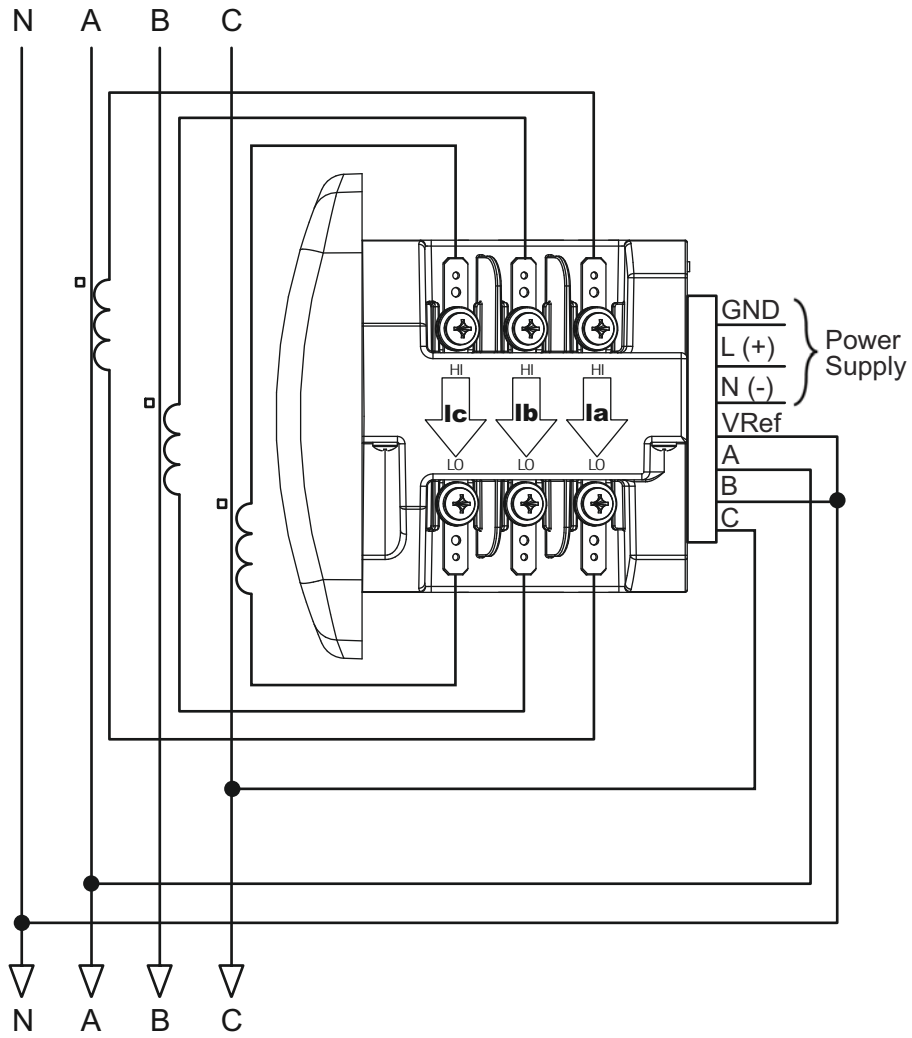 N A B C
GND
L (+)
N (-)
Power
Supply
VRef
A
B
C
HI HI HI
Ic Ib Ia
LO LO LO
N A B C